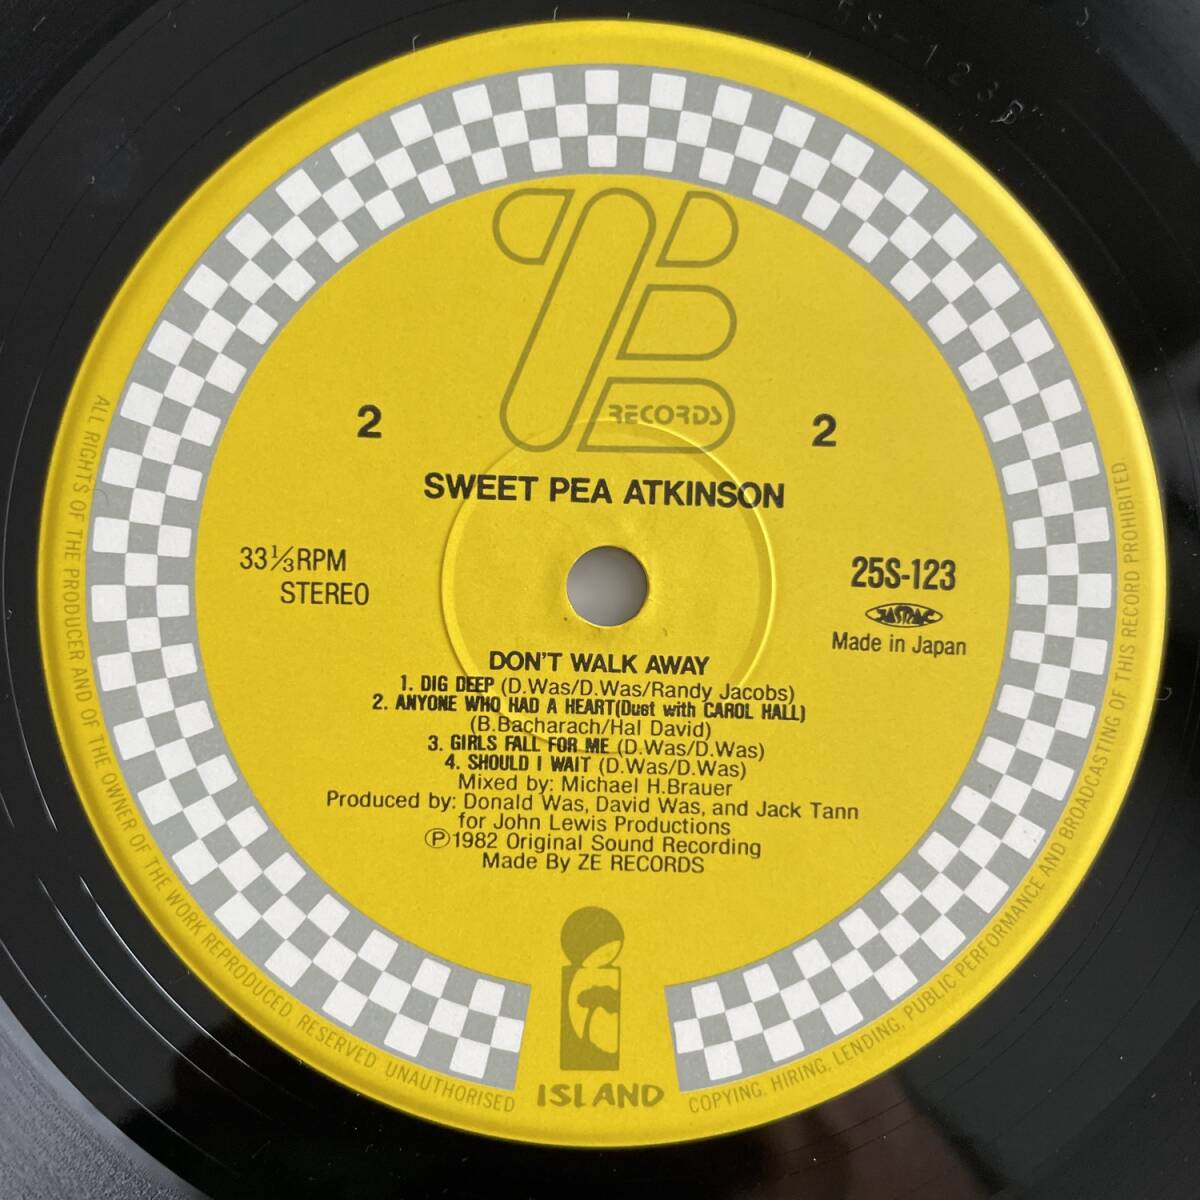 5S-123B
ZE
RECORDS
2
2
SWEET PEA ATKINSON
33⅓RPM
STEREO
25S-123
JASRAC
Made in Japan
DON'T WALK AWAY
1. DIG DEEP (D.Was/D.Was/Randy Jacobs)
2. ANYONE WHO HAD A HEART(Duet with CAROL HALL)
(B.Bacharach/Hal David)
3. GIRLS FALL FOR ME (D.Was/D.Was)
4. SHOULD I WAIT (D.Was/D.Was)
Mixed by: Michael H.Brauer
Produced by: Donald Was, David Was, and Jack Tann
for John Lewis Productions
Ⓟ1982 Original Sound Recording
Made By ZE RECORDS
ISLAND
ALL RIGHTS OF THE PRODUCER AND OF THE OWNER OF THE WORK REPRODUCED RESERVED. UNAUTHORISED
COPYING, HIRING, LENDING, PUBLIC PERFORMANCE AND BROADCASTING OF THIS RECORD PROHIBITED.